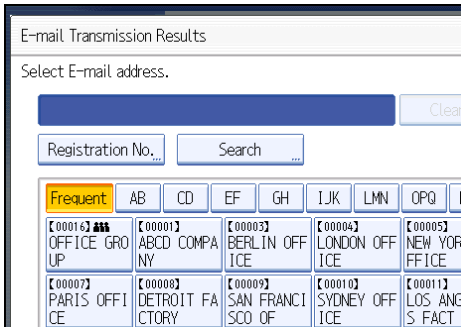 E-mail Transmission Results
Select E-mail address.
Clear
Registration No.
Search
Frequent AB CD EF GH IJK LMN OPQ
[00016] [00001] [00003] [00004] [00005]
OFFICE GRO ABCD COMPA BERLIN OFF LONDON OFF NEW YOR
UP NY ICE ICE FFICE
[00007] [00008] [00009] [00010] [00011]
PARIS OFFI DETROIT FA SAN FRANCI SYDNEY OFF LOS ANG
CE CTORY SCO OF ICE S FACT